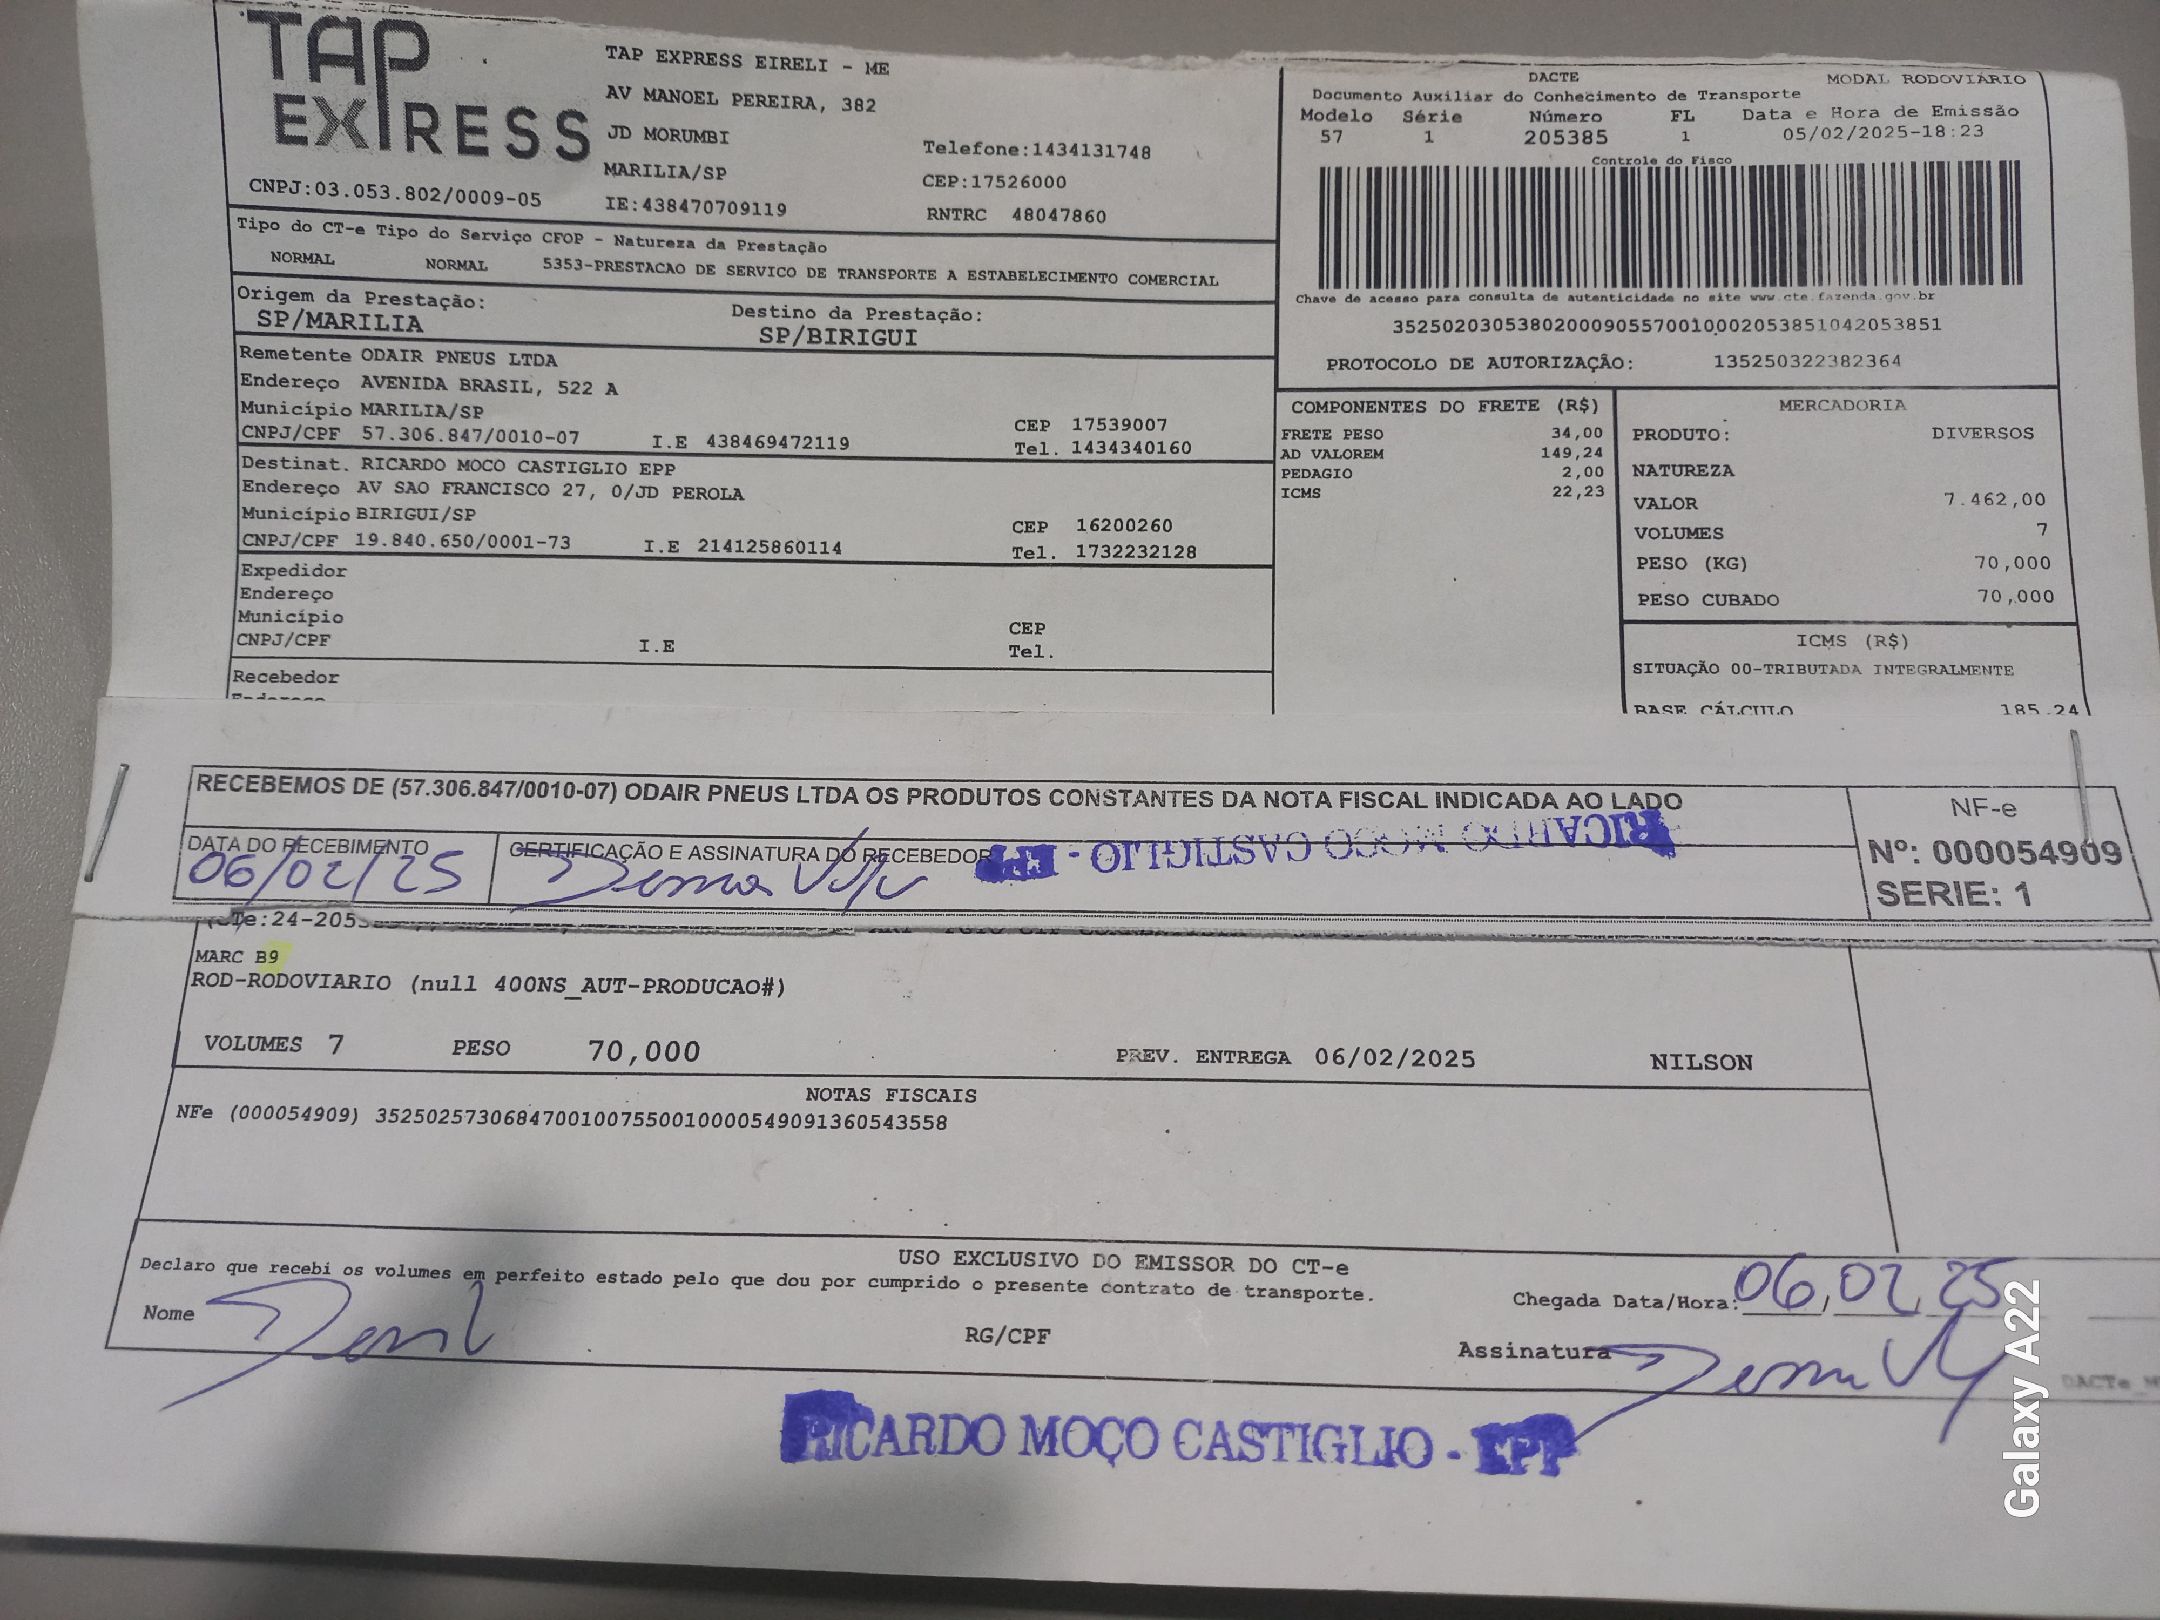 TAP EXPRESS
TAP EXPRESS EIRELI - ME
AV MANOEL PEREIRA, 382
JD MORUMBI
Telefone:1434131748
MARILIA/SP
CEP:17526000
CNPJ:03.053.802/0009-05
IE:438470709119
RNTRC 48047860
DACTE MODAL RODOVIÁRIO
Documento Auxiliar do Conhecimento de Transporte
Modelo Série Número FL Data e Hora de Emissão
57 1 205385 1 05/02/2025-18:23
Controle do Fisco
Chave de acesso para consulta de autenticidade no site www.cte.fazenda.gov.br
35250203053802000905570010002053851042053851
PROTOCOLO DE AUTORIZAÇÃO: 135250322382364
Tipo do CT-e Tipo do Serviço CFOP - Natureza da Prestação
NORMAL NORMAL 5353-PRESTACAO DE SERVICO DE TRANSPORTE A ESTABELECIMENTO COMERCIAL
Origem da Prestação: Destino da Prestação:
SP/MARILIA SP/BIRIGUI
Remetente ODAIR PNEUS LTDA
Endereço AVENIDA BRASIL, 522 A
Município MARILIA/SP CEP 17539007
CNPJ/CPF 57.306.847/0010-07 I.E 438469472119 Tel. 1434340160
Destinat. RICARDO MOCO CASTIGLIO EPP
Endereço AV SAO FRANCISCO 27, 0/JD PEROLA
Município BIRIGUI/SP CEP 16200260
CNPJ/CPF 19.840.650/0001-73 I.E 214125860114 Tel. 1732232128
Expedidor
Endereço
Município CEP
CNPJ/CPF I.E Tel.
Recebedor
Endereço
COMPONENTES DO FRETE (R$)
FRETE PESO 34,00
AD VALOREM 149,24
PEDAGIO 2,00
ICMS 22,23
MERCADORIA
PRODUTO: DIVERSOS
NATUREZA
VALOR 7.462,00
VOLUMES 7
PESO (KG) 70,000
PESO CUBADO 70,000
ICMS (R$)
SITUAÇÃO 00-TRIBUTADA INTEGRALMENTE
BASE CÁLCULO 185,24
RECEBEMOS DE (57.306.847/0010-07) ODAIR PNEUS LTDA OS PRODUTOS CONSTANTES DA NOTA FISCAL INDICADA AO LADO
DATA DO RECEBIMENTO
06/02/25
CERTIFICAÇÃO E ASSINATURA DO RECEBEDOR
RICARDO MOÇO CASTIGLIO - EPP
NF-e
Nº: 000054909
SERIE: 1
Te:24-205
MARC B9
ROD-RODOVIARIO (null 400NS_AUT-PRODUCAO#)
VOLUMES 7 PESO 70,000 PREV. ENTREGA 06/02/2025 NILSON
NOTAS FISCAIS
NFe (000054909) 35250257306847001007550010000549091360543558
USO EXCLUSIVO DO EMISSOR DO CT-e
Declaro que recebi os volumes em perfeito estado pelo que dou por cumprido o presente contrato de transporte.
Chegada Data/Hora: 06/02/25
Nome
RG/CPF
Assinatura
RICARDO MOÇO CASTIGLIO - EPP
Galaxy A22